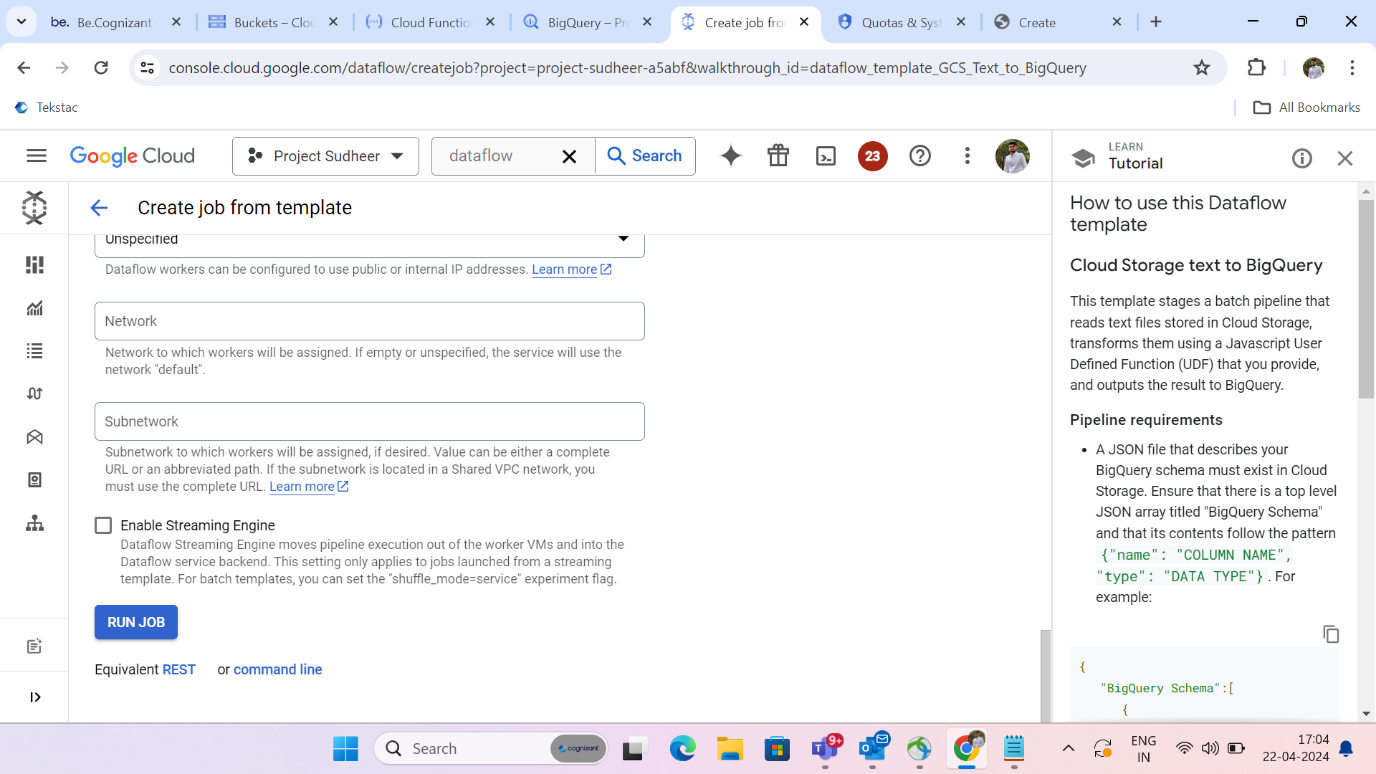 be. Be.Cognizant
Buckets – Clou
Cloud Functio
BigQuery – Pr
Create job fro
Quotas & Syst
Create
console.cloud.google.com/dataflow/createjob?project=project-sudheer-a5abf&walkthrough_id=dataflow_template_GCS_Text_to_BigQuery
Tekstac
All Bookmarks
Google Cloud
Project Sudheer
dataflow
Search
23
Create job from template
Unspecified
Dataflow workers can be configured to use public or internal IP addresses. Learn more
Network
Network to which workers will be assigned. If empty or unspecified, the service will use the
network "default".
Subnetwork
Subnetwork to which workers will be assigned, if desired. Value can be either a complete
URL or an abbreviated path. If the subnetwork is located in a Shared VPC network, you
must use the complete URL. Learn more
Enable Streaming Engine
Dataflow Streaming Engine moves pipeline execution out of the worker VMs and into the
Dataflow service backend. This setting only applies to jobs launched from a streaming
template. For batch templates, you can set the "shuffle_mode=service" experiment flag.
RUN JOB
Equivalent REST or command line
LEARN
Tutorial
How to use this Dataflow
template
Cloud Storage text to BigQuery
This template stages a batch pipeline that
reads text files stored in Cloud Storage,
transforms them using a Javascript User
Defined Function (UDF) that you provide,
and outputs the result to BigQuery.
Pipeline requirements
• A JSON file that describes your
BigQuery schema must exist in Cloud
Storage. Ensure that there is a top level
JSON array titled "BigQuery Schema"
and that its contents follow the pattern
{"name": "COLUMN NAME",
"type": "DATA TYPE"} . For
example:
{
"BigQuery Schema":[
{
Search
cognizant
9+
ENG
IN
17:04
22-04-2024